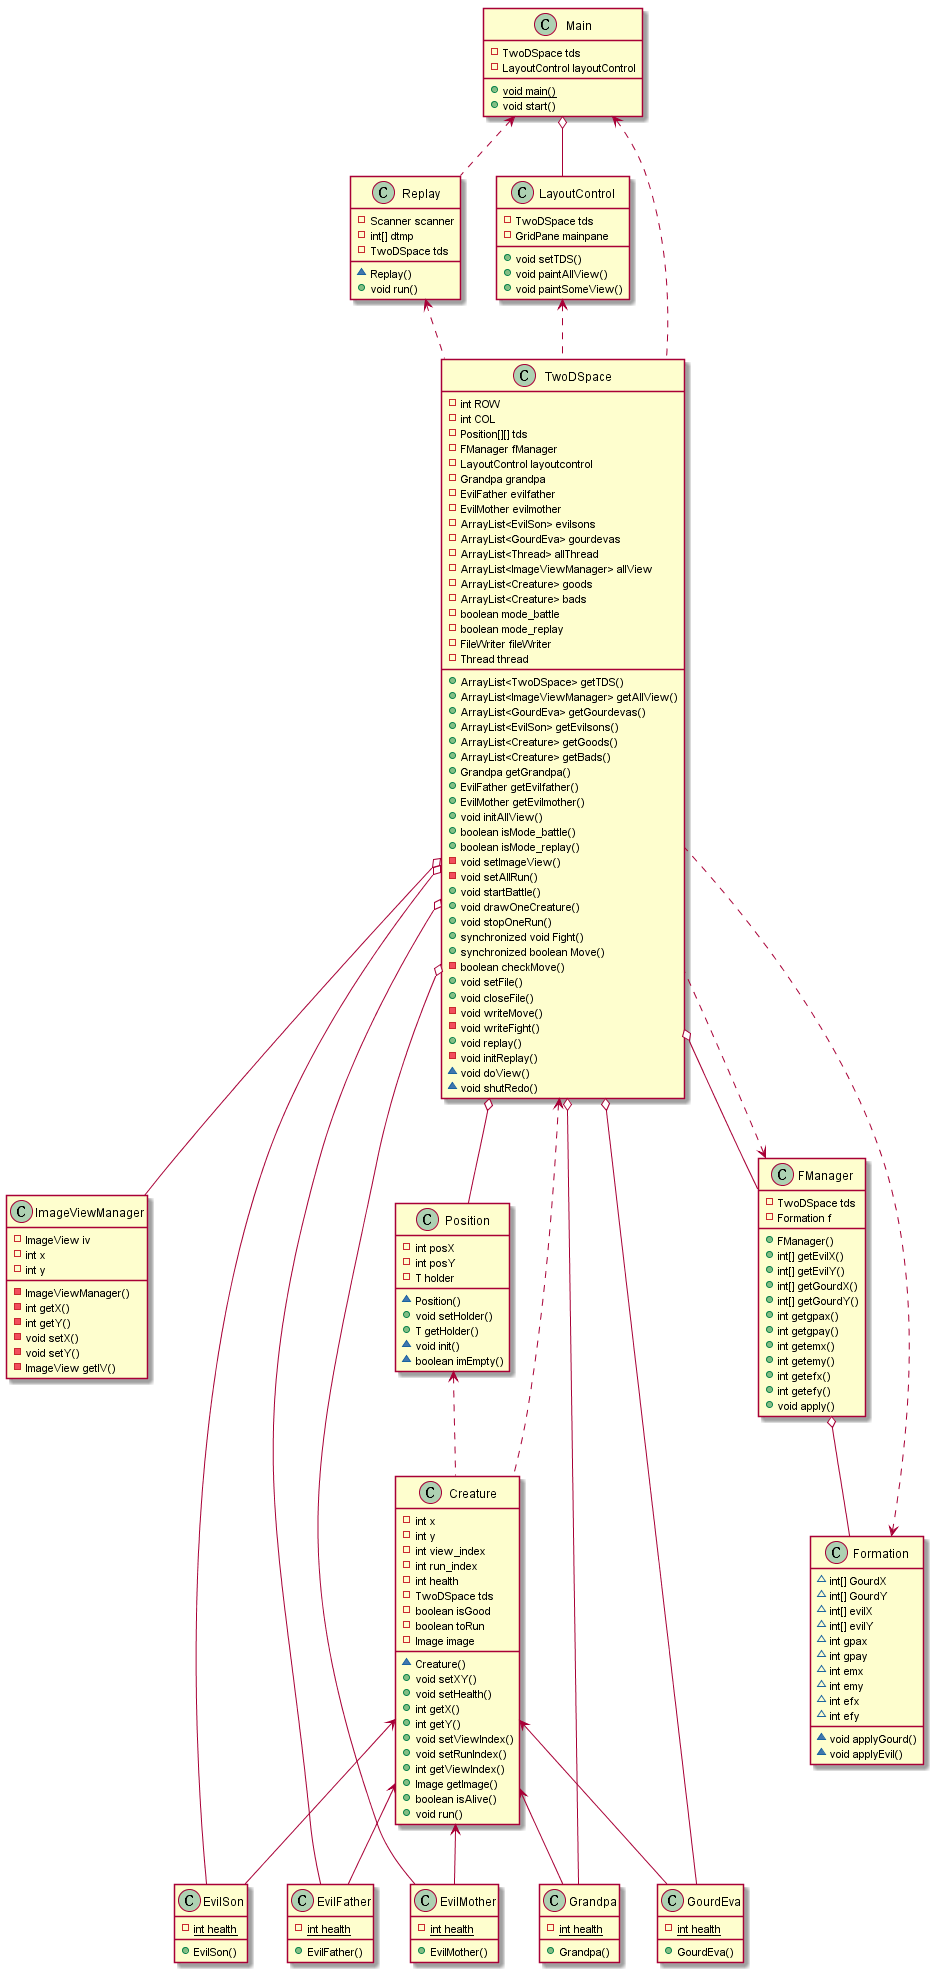 C Main
TwoDSpace tds
LayoutControl layoutControl
void main()
void start()
C Replay
Scanner scanner
int[] dtmp
TwoDSpace tds
Replay()
void run()
C LayoutControl
TwoDSpace tds
GridPane mainpane
void setTDS()
void paintAllView()
void paintSomeView()
C TwoDSpace
int ROW
int COL
Position[][] tds
FManager fManager
LayoutControl layoutcontrol
Grandpa grandpa
EvilFather evilfather
EvilMother evilmother
ArrayList<EvilSon> evilsons
ArrayList<GourdEva> gourdevas
ArrayList<Thread> allThread
ArrayList<ImageViewManager> allView
ArrayList<Creature> goods
ArrayList<Creature> bads
boolean mode_battle
boolean mode_replay
FileWriter fileWriter
Thread thread
ArrayList<TwoDSpace> getTDS()
ArrayList<ImageViewManager> getAllView()
ArrayList<GourdEva> getGourdevas()
ArrayList<EvilSon> getEvilsons()
ArrayList<Creature> getGoods()
ArrayList<Creature> getBads()
Grandpa getGrandpa()
EvilFather getEvilfather()
EvilMother getEvilmother()
void initAllView()
boolean isMode_battle()
boolean isMode_replay()
void setImageView()
void setAllRun()
void startBattle()
void drawOneCreature()
void stopOneRun()
synchronized void Fight()
synchronized boolean Move()
boolean checkMove()
void setFile()
void closeFile()
void writeMove()
void writeFight()
void replay()
void initReplay()
void doView()
void shutRedo()
C ImageViewManager
ImageView iv
int x
int y
ImageViewManager()
int getX()
int getY()
void setX()
void setY()
ImageView getIV()
C Position
int posX
int posY
T holder
Position()
void setHolder()
T getHolder()
void init()
boolean imEmpty()
C FManager
TwoDSpace tds
Formation f
FManager()
int[] getEvilX()
int[] getEvilY()
int[] getGourdX()
int[] getGourdY()
int getgpax()
int getgpay()
int getemx()
int getemy()
int getefx()
int getefy()
void apply()
C Creature
int x
int y
int view_index
int run_index
int health
TwoDSpace tds
boolean isGood
boolean toRun
Image image
Creature()
void setXY()
void setHealth()
int getX()
int getY()
void setViewIndex()
void setRunIndex()
int getViewIndex()
Image getImage()
boolean isAlive()
void run()
C Formation
int[] GourdX
int[] GourdY
int[] evilX
int[] evilY
int gpax
int gpay
int emx
int emy
int efx
int efy
void applyGourd()
void applyEvil()
C EvilSon
int health
EvilSon()
C EvilFather
int health
EvilFather()
C EvilMother
int health
EvilMother()
C Grandpa
int health
Grandpa()
C GourdEva
int health
GourdEva()